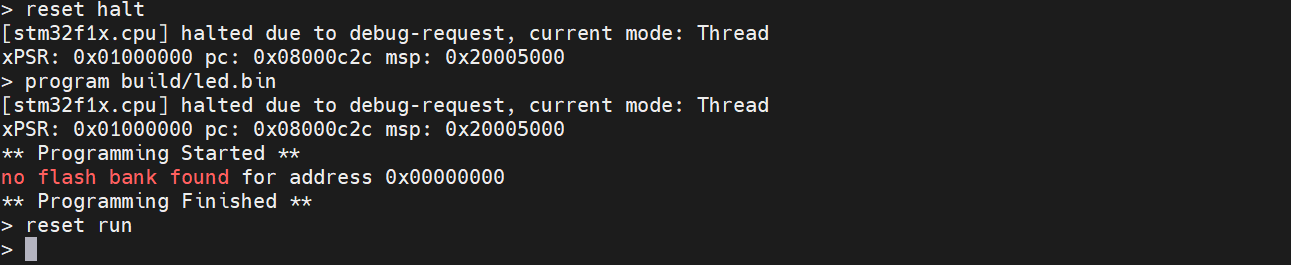 > reset halt
[stm32f1x.cpu] halted due to debug-request, current mode: Thread
xPSR: 0x01000000 pc: 0x08000c2c msp: 0x20005000
> program build/led.bin
[stm32f1x.cpu] halted due to debug-request, current mode: Thread
xPSR: 0x01000000 pc: 0x08000c2c msp: 0x20005000
** Programming Started **
no flash bank found for address 0x00000000
** Programming Finished **
> reset run
>